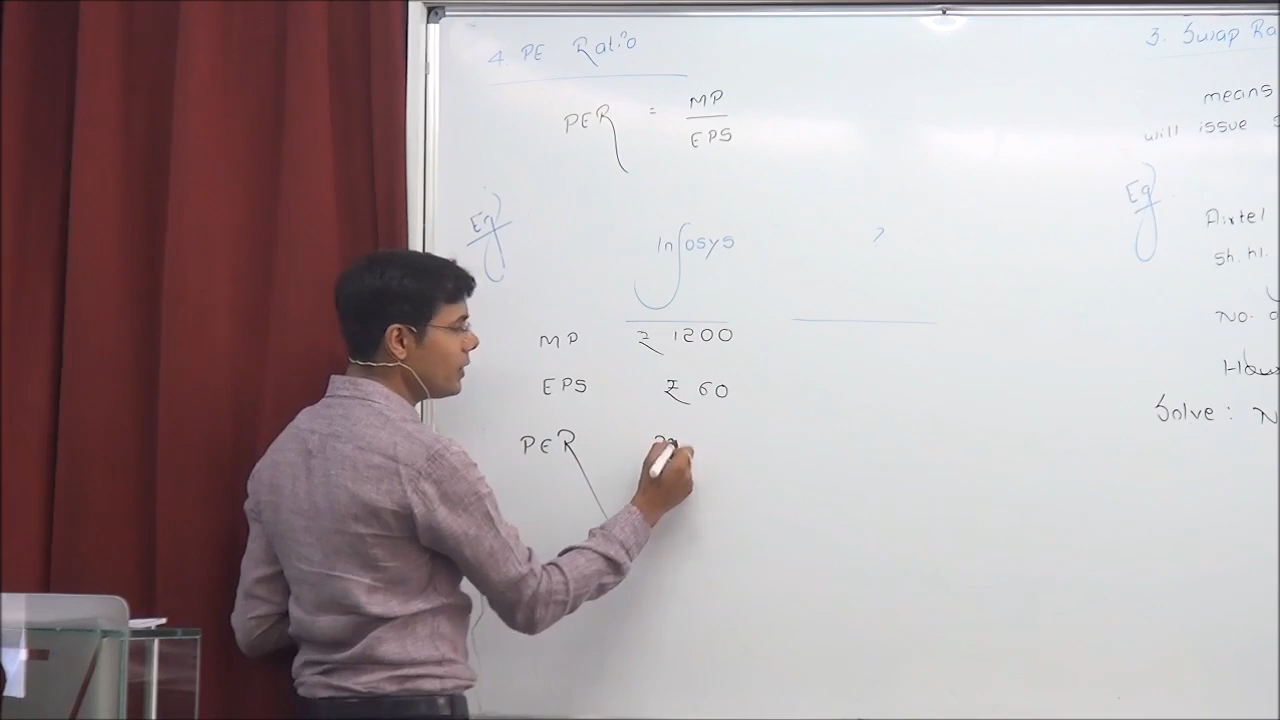 4. PE Ratio
PER = MP
EPS
Eg
Infosys ?
MP ₹ 1200
EPS ₹ 60
PER
3. Swap
means
will issue
Eg
Airtel
Sh. hl.
No.
Solve: